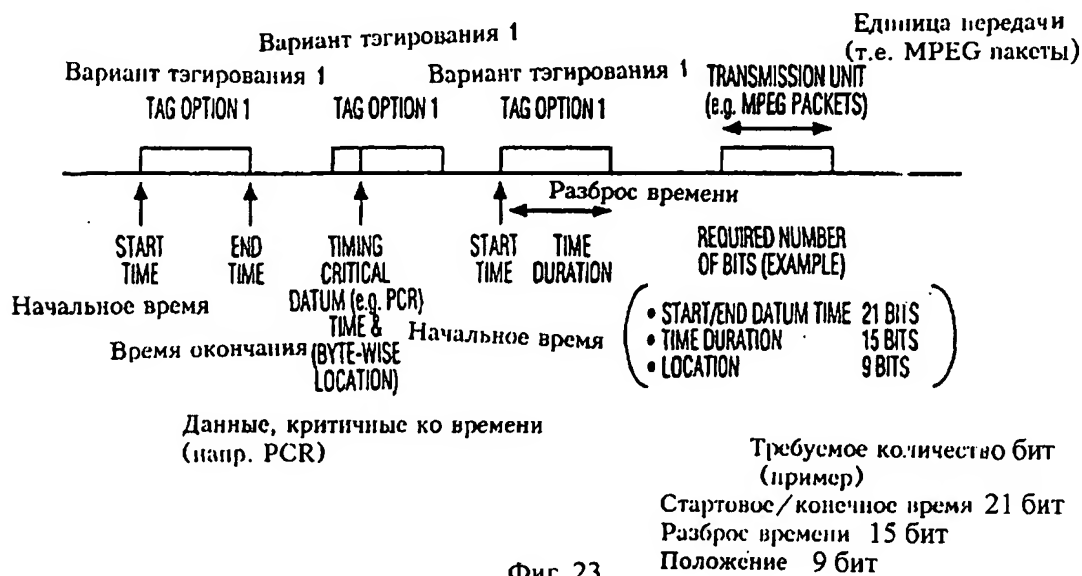 Вариант тэгирования 1
Единица передачи
(т.е. MPEG пакеты)
Вариант тэгирования 1
Вариант тэгирования 1
TAG OPTION 1
TAG OPTION 1
TAG OPTION 1
TRANSMISSION UNIT
(e.g. MPEG PACKETS)
Разброс времени
START
TIME
END
TIME
TIMING
CRITICAL
DATUM (e.g. PCR)
TIME &
(BYTE-WISE
LOCATION)
START
TIME
TIME
DURATION
REQUIRED NUMBER
OF BITS (EXAMPLE)
• START/END DATUM TIME 21 BITS
• TIME DURATION 15 BITS
• LOCATION 9 BITS
Начальное время
Время окончания
Начальное время
Данные, критичные ко времени
(напр. PCR)
Требуемое количество бит
(пример)
Стартовое/конечное время 21 бит
Разброс времени 15 бит
Положение 9 бит
Фиг. 23